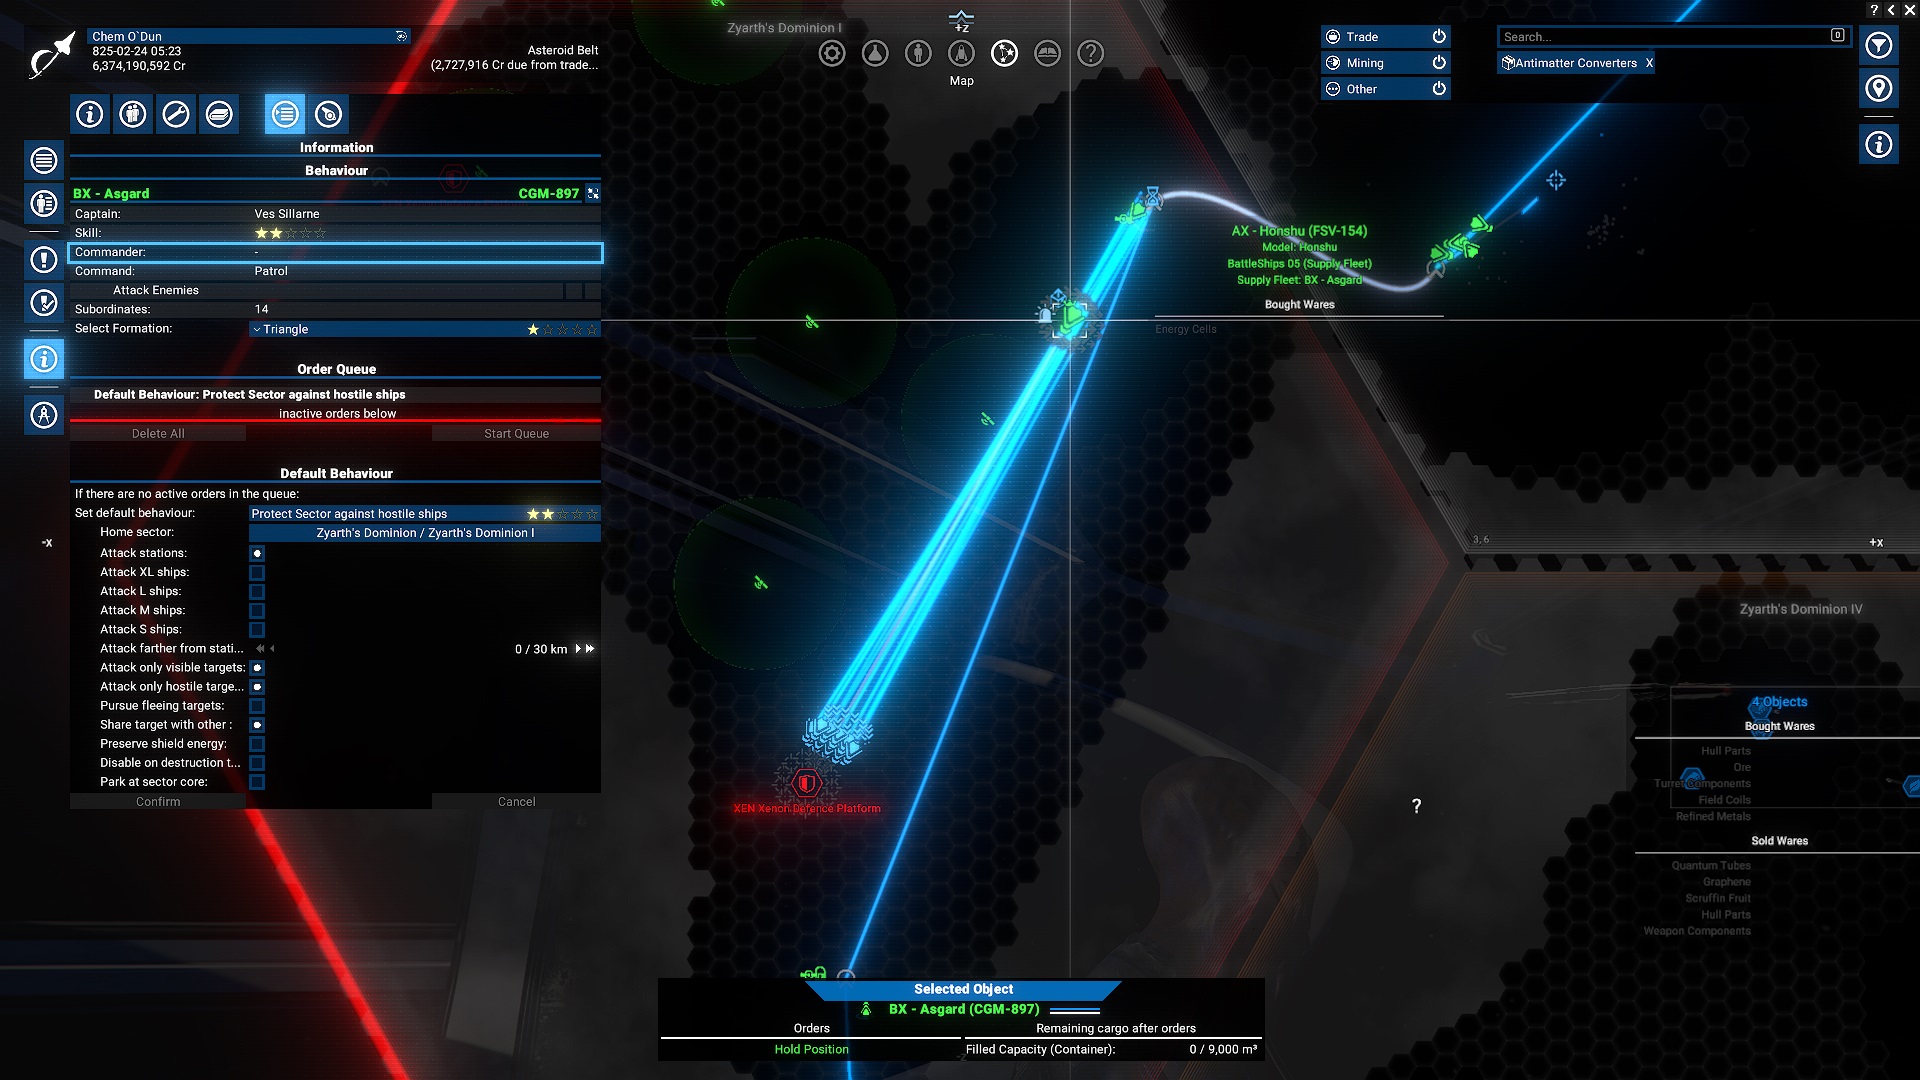 Chem O`Dun
825-02-24 05:23
6,374,190,592 Cr
Asteroid Belt
(2,727,916 Cr due from trade...
Zyarth's Dominion I
+z
Map
Trade
Mining
Other
Search...
0
Antimatter Converters X
? < X
Information
Behaviour
BX - Asgard CGM-897
Captain: Ves Sillarne
Skill:
Commander: -
Command: Patrol
Attack Enemies
Subordinates: 14
Select Formation: Triangle
Order Queue
Default Behaviour: Protect Sector against hostile ships
inactive orders below
Delete All Start Queue
Default Behaviour
If there are no active orders in the queue:
Set default behaviour: Protect Sector against hostile ships
Home sector: Zyarth's Dominion / Zyarth's Dominion I
Attack stations:
Attack XL ships:
Attack L ships:
Attack M ships:
Attack S ships:
Attack farther from stati... 0 / 30 km
Attack only visible targets:
Attack only hostile targe...
Pursue fleeing targets:
Share target with other :
Preserve shield energy:
Disable on destruction t...
Park at sector core:
Confirm Cancel
-x
AX - Honshu (FSV-154)
Model: Honshu
BattleShips 05 (Supply Fleet)
Supply Fleet: BX - Asgard
Bought Wares
Energy Cells
XEN Xenon Defence Platform
3,6
+x
?
Zyarth's Dominion IV
4 Objects
Bought Wares
Hull Parts
Ore
Turret Components
Field Coils
Refined Metals
Sold Wares
Quantum Tubes
Graphene
Scruffin Fruit
Hull Parts
Weapon Components
Selected Object
BX - Asgard (CGM-897)
Orders Remaining cargo after orders
Hold Position Filled Capacity (Container): 0 / 9,000 m³
-z